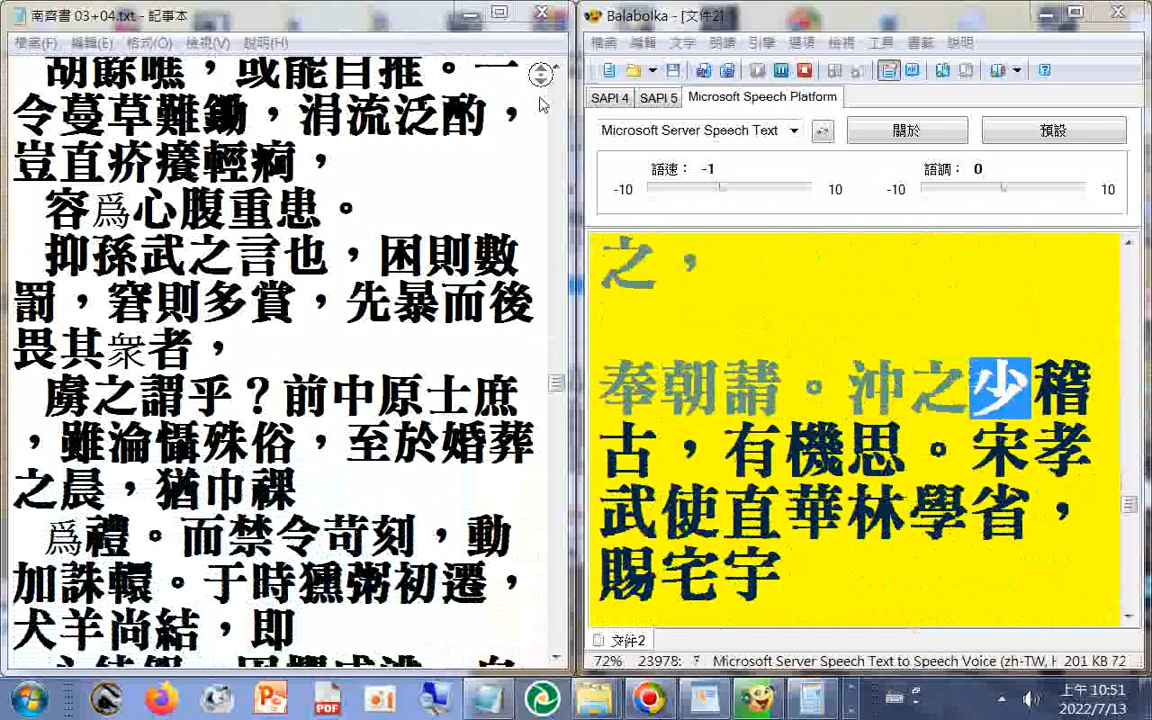 南齊書 03+04.txt - 記事本
檔案(F) 編輯(E) 格式(O) 檢視(V) 說明(H)
胡餘噍，或能自推。一
令蔓草難鋤，涓流泛酌，
豈直疥癢輕痾，
容爲心腹重患。
抑孫武之言也，困則數
罰，窘則多賞，先暴而後
畏其衆者，
虜之謂乎？前中原士庶
，雖淪懾殊俗，至於婚葬
之晨，猶巾褠
爲禮。而禁令苛刻，動
加誅轘。于時獯粥初遷，
犬羊尚結，即
Balabolka - [文件2]
檔案 編輯 文字 朗讀 引擎 選項 檢視 工具 書籤 說明
SAPI 4 SAPI 5 Microsoft Speech Platform
Microsoft Server Speech Text 關於 預設
語速： -1 語調： 0
-10 10 -10 10
之，
奉朝請。沖之少稽
古，有機思。宋孝
武使直華林學省，
賜宅宇
文件2
72% 23978: 7 Microsoft Server Speech Text to Speech Voice (zh-TW, H 201 KB 72
上午 10:51
2022/7/13